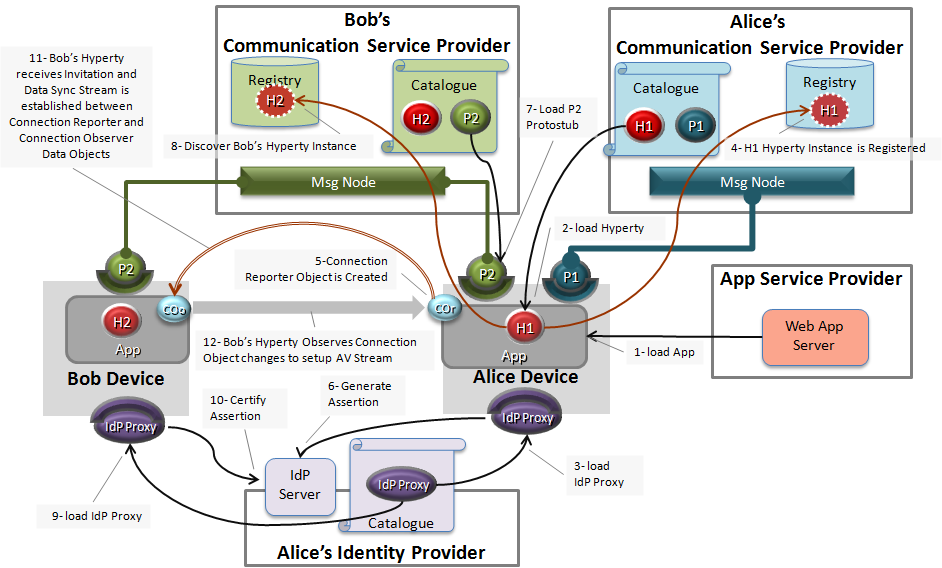 Bob's
Communication Service Provider
Alice's
Communication Service Provider
11- Bob's Hyperty
receives Invitation and
Data Sync Stream is
established between
Connection Reporter and
Connection Observer
Data Objects
Registry
H2
Catalogue
H2
P2
8- Discover Bob's Hyperty Instance
Msg Node
7- Load P2
Protostub
Catalogue
H1
P1
Registry
H1
4- H1 Hyperty Instance is Registered
Msg Node
2- load Hyperty
5-Connection
Reporter Object is Created
P2
P2
P1
COo
COr
H2
App
Bob Device
H1
App
Alice Device
12- Bob's Hyperty Observes Connection
Object changes to setup AV Stream
App Service Provider
Web App
Server
1- load App
10- Certify
Assertion
6- Generate
Assertion
IdP Proxy
IdP Proxy
3- load
IdP Proxy
9- load IdP Proxy
IdP
Server
IdP Proxy
Catalogue
Alice's Identity Provider